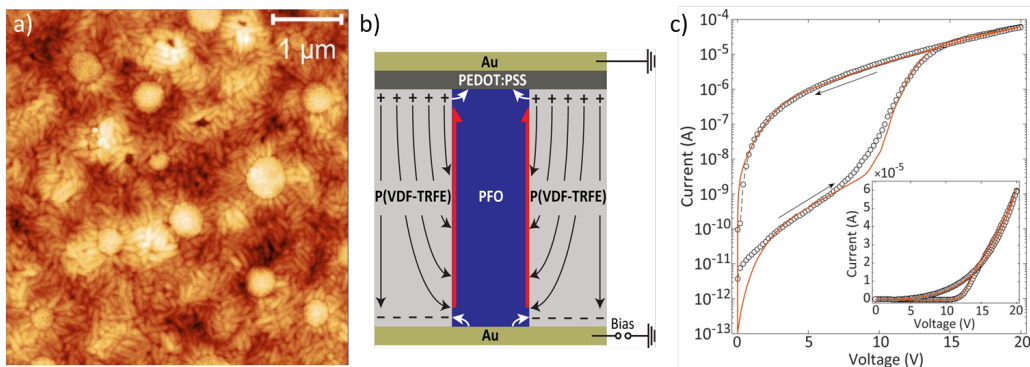 a)
1 μm
b)
Au
PEDOT:PSS
+ + + + + + + +
P(VDF-TRFE) PFO P(VDF-TRFE)
Bias
Au
c)
10⁻⁴
10⁻⁵
10⁻⁶
10⁻⁷
10⁻⁸
10⁻⁹
10⁻¹⁰
10⁻¹¹
10⁻¹²
10⁻¹³
Current (A)
0 5 10 15 20
Voltage (V)
×10⁻⁵
6
5
4
3
2
1
0
Current (A)
0 5 10 15 20
Voltage (V)